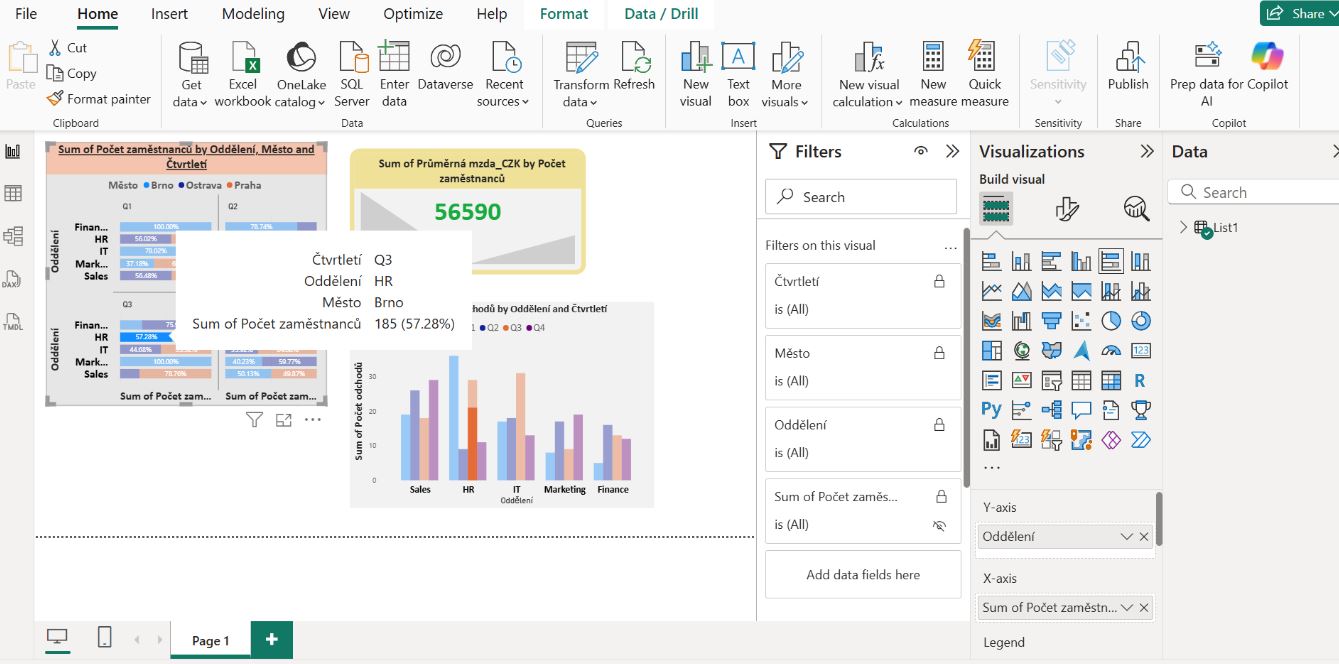 File Home Insert Modeling View Optimize Help Format Data / Drill Share
Paste
Cut
Copy
Format painter
Clipboard
Get data
Excel workbook
OneLake catalog
SQL Server
Enter data
Dataverse
Recent sources
Data
Transform data
Refresh
Queries
New visual
Text box
More visuals
Insert
New visual calculation
New measure
Quick measure
Calculations
Sensitivity
Sensitivity
Publish
Share
Prep data for AI
Copilot
Copilot
DAX
TMDL
Sum of Počet zaměstnanců by Oddělení, Město and
Čtvrtletí
Město Brno Ostrava Praha
Q1 Q2
Oddělení
Finan... 100.00% 78.74%
HR 56.02%
IT 79.02%
Mark... 37.18%
Sales 56.48%
Q3
Oddělení
Finan...
HR 57.28%
IT 44.68%
Mark... 100.00% 40.23% 59.77%
Sales 78.76% 50.13% 49.87%
Sum of Počet zam... Sum of Počet zam...
Čtvrtletí Q3
Oddělení HR
Město Brno
Sum of Počet zaměstnanců 185 (57.28%)
Sum of Průměrná mzda_CZK by Počet
zaměstnanců
56590
hodů by Oddělení and Čtvrtletí
1 Q2 Q3 Q4
Sum of Počet odchodů
30
20
10
0
Sales HR IT Marketing Finance
Oddělení
Page 1
Filters
Search
Filters on this visual ...
Čtvrtletí
is (All)
Město
is (All)
Oddělení
is (All)
Sum of Počet zaměs...
is (All)
Add data fields here
Visualizations
Build visual
123
R
Py
123
...
Y-axis
Oddělení
X-axis
Sum of Počet zaměstn...
Legend
Data
Search
List1